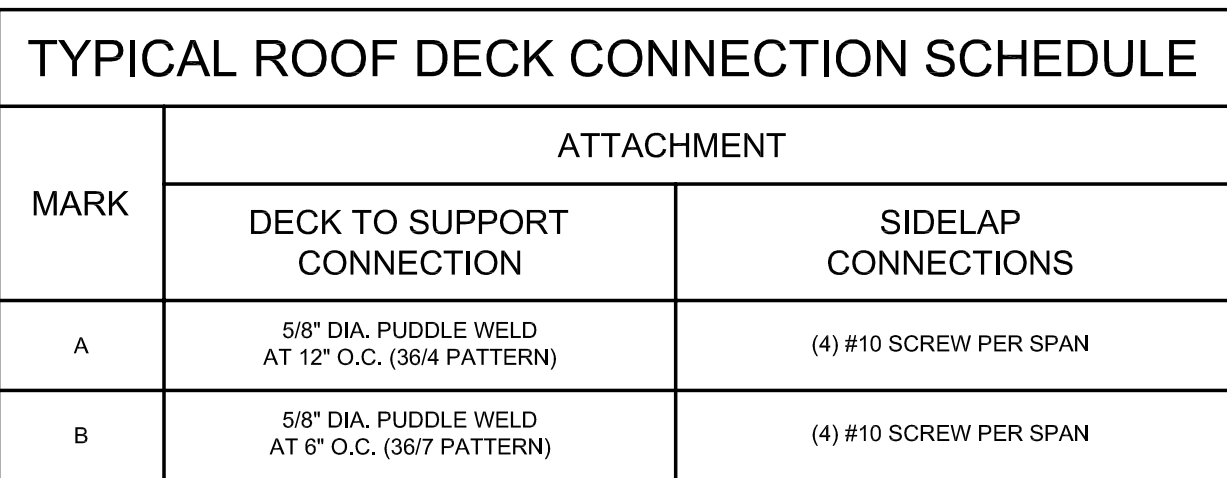 TYPICAL ROOF DECK CONNECTION SCHEDULE
MARK
ATTACHMENT
DECK TO SUPPORT
CONNECTION
SIDELAP
CONNECTIONS
A
5/8" DIA. PUDDLE WELD
AT 12" O.C. (36/4 PATTERN)
(4) #10 SCREW PER SPAN
B
5/8" DIA. PUDDLE WELD
AT 6" O.C. (36/7 PATTERN)
(4) #10 SCREW PER SPAN